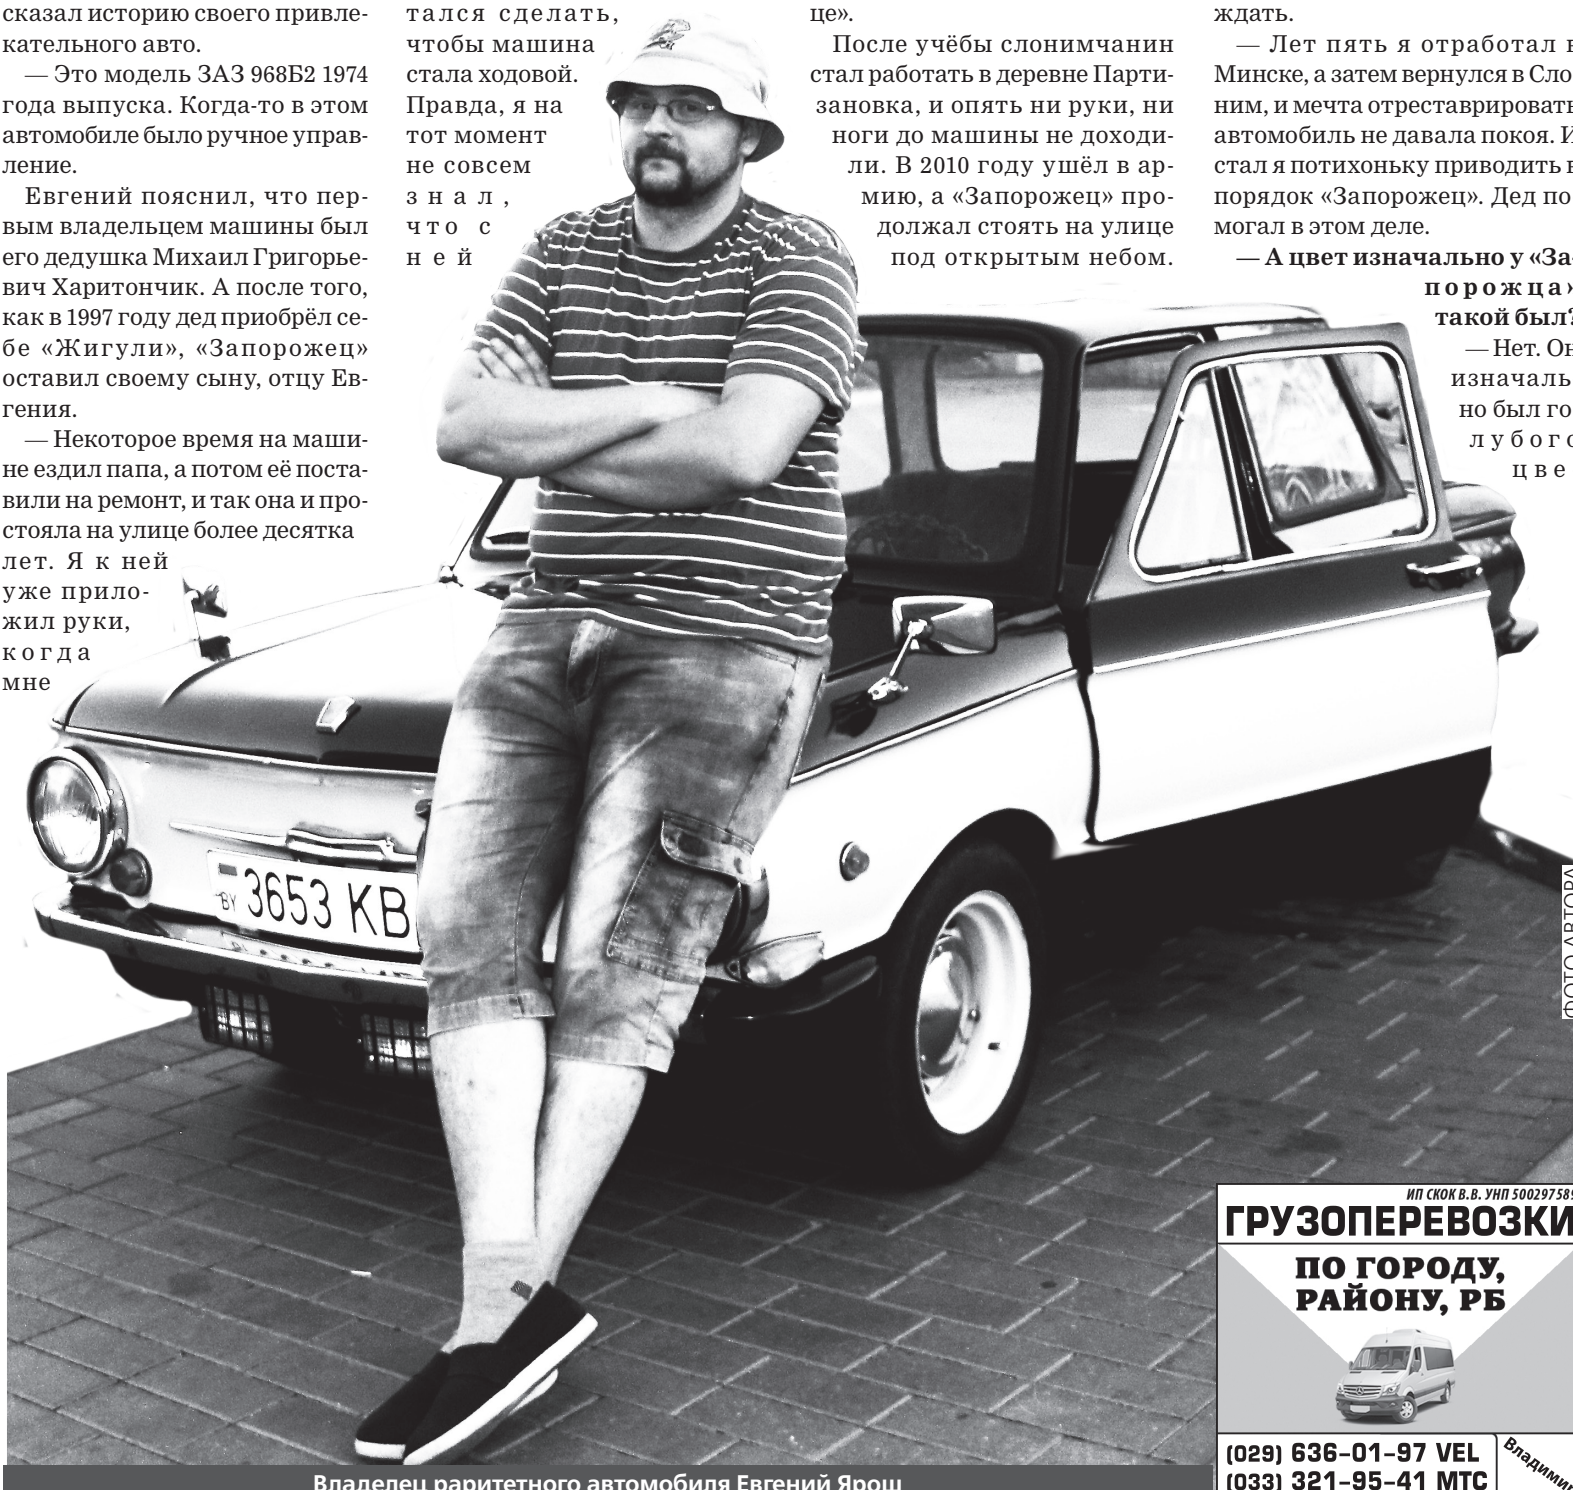 сказал историю своего привле-
кательного авто.
— Это модель ЗАЗ 968Б2 1974
года выпуска. Когда-то в этом
автомобиле было ручное управ-
ление.
Евгений пояснил, что пер-
вым владельцем машины был
его дедушка Михаил Григорье-
вич Харитончик. А после того,
как в 1997 году дед приобрёл се-
бе «Жигули», «Запорожец»
оставил своему сыну, отцу Ев-
гения.
— Некоторое время на маши-
не ездил папа, а потом её поста-
вили на ремонт, и так она и про-
стояла на улице более десятка
лет. Я к ней
уже прило-
жил руки,
когда
мне
тался сделать,
чтобы машина
стала ходовой.
Правда, я на
тот момент
не совсем
знал,
что с
ней
це».
После учёбы слонимчанин
стал работать в деревне Парти-
зановка, и опять ни руки, ни
ноги до машины не доходи-
ли. В 2010 году ушёл в ар-
мию, а «Запорожец» про-
должал стоять на улице
под открытым небом.
ждать.
— Лет пять я отработал в
Минске, а затем вернулся в Сло-
ним, и мечта отреставрировать
автомобиль не давала покоя. И
стал я потихоньку приводить в
порядок «Запорожец». Дед по-
могал в этом деле.
— А цвет изначально у «За-
порожца»
такой был?
— Нет. Он
изначаль-
но был го-
лубого
цве
BY 3653 KB
ФОТО АВТОРА
Владелец раритетного автомобиля Евгений Ярош
ИП СКОК В.В. УНП 500297589
ГРУЗОПЕРЕВОЗКИ
ПО ГОРОДУ,
РАЙОНУ, РБ
(029) 636-01-97 VEL
(033) 321-95-41 МТС
Владимир